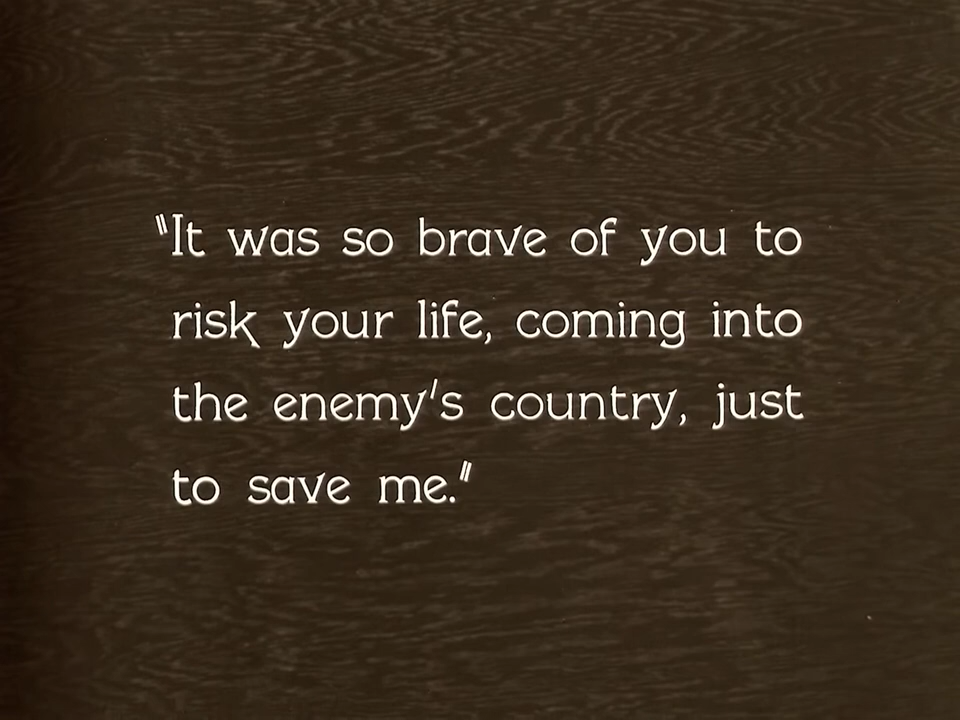 "It was so brave of you to
risk your life, coming into
the enemy's country, just
to save me."